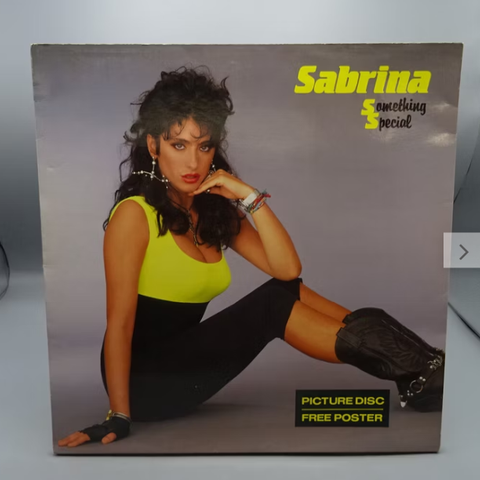 Sabrina
Something
Special
PICTURE DISC
FREE POSTER